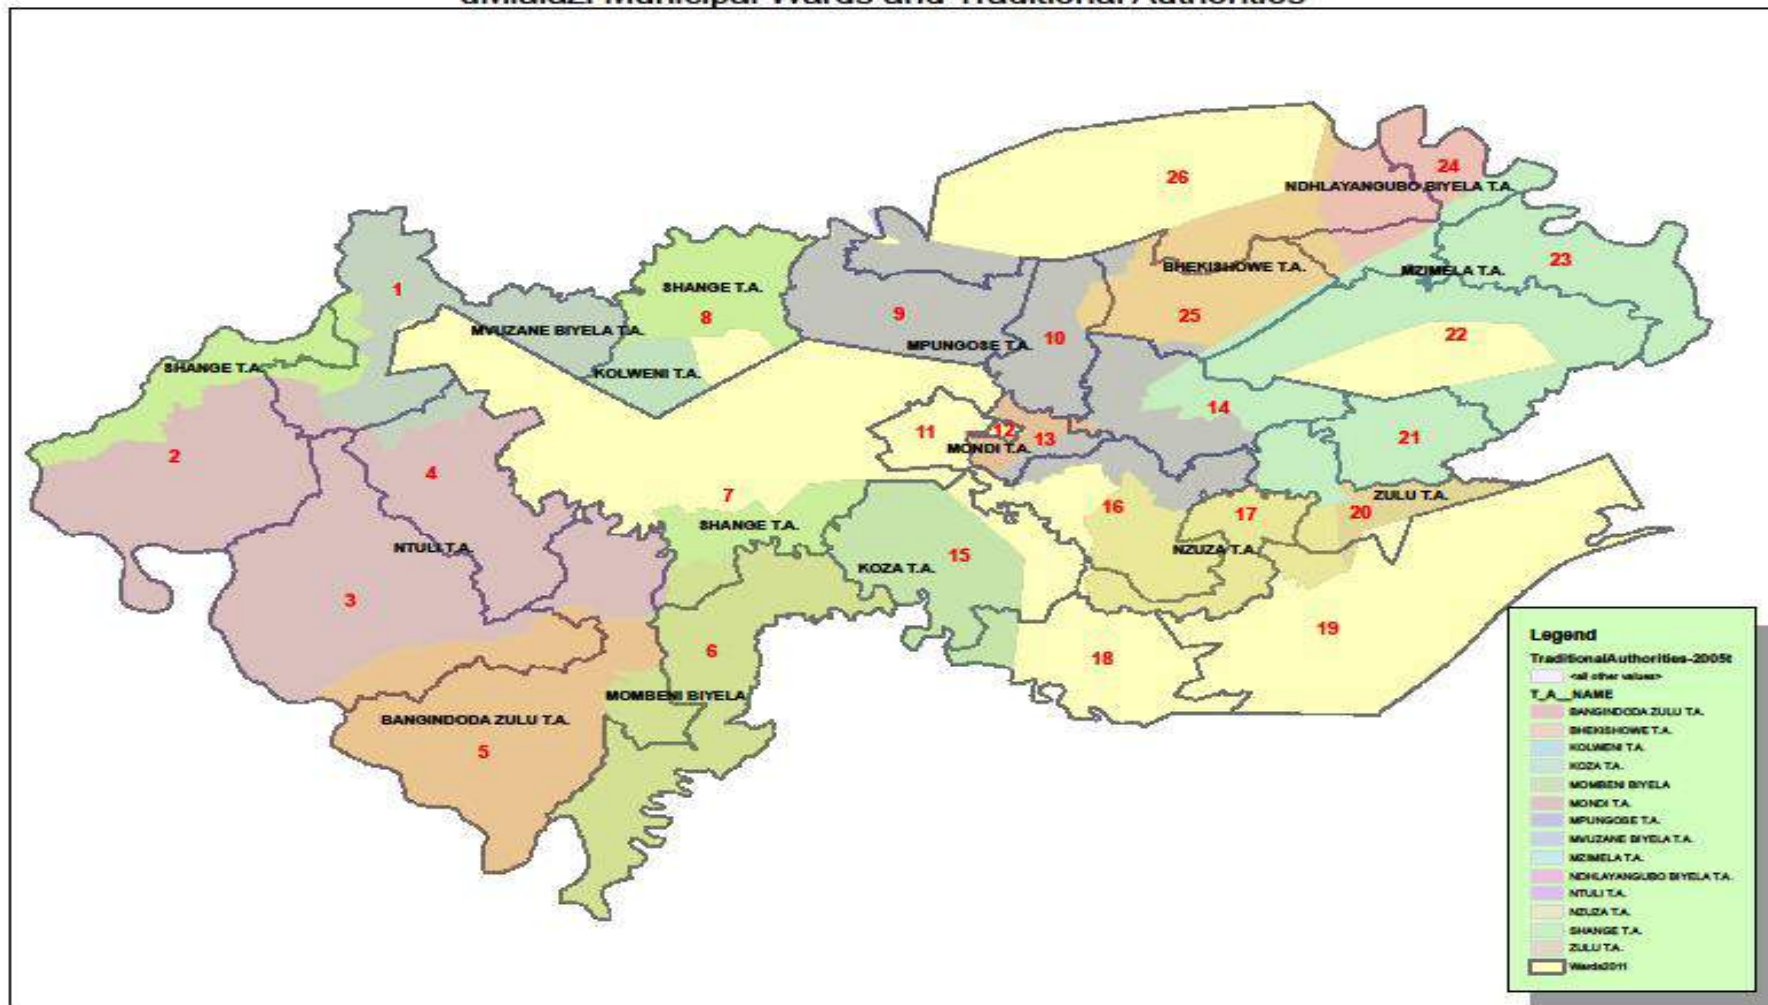 uMlalazi Municipal Wards and Traditional Authorities
26
24
NDHLAYANGUBO BIYELA T.A.
23
1
SHANGE T.A.
BHEKISHOWE T.A.
MZIMELA T.A.
8
9
25
MVUZANE BIYELA T.A.
MPUNGOSE T.A.
10
22
SHANGE T.A.
KOLWENI T.A.
14
2
11
12
13
MONDI T.A.
21
4
7
SHANGE T.A.
16
17
ZULU T.A.
20
NTULI T.A.
15
KOZA T.A.
NZUZA T.A.
3
6
18
19
MOMBENI BIYELA
BANGINDODA ZULU T.A.
5
Legend
TraditionalAuthorities-2005t
<all other values>
T_A__NAME
BANGINDODA ZULU T.A.
BHEKISHOWE T.A.
KOLWENI T.A.
KOZA T.A.
MOMBENI BIYELA
MONDI T.A.
MPUNGOSE T.A.
MVUZANE BIYELA T.A.
MZIMELA T.A.
NDHLAYANGUBO BIYELA T.A.
NTULI T.A.
NZUZA T.A.
SHANGE T.A.
ZULU T.A.
Wards2011